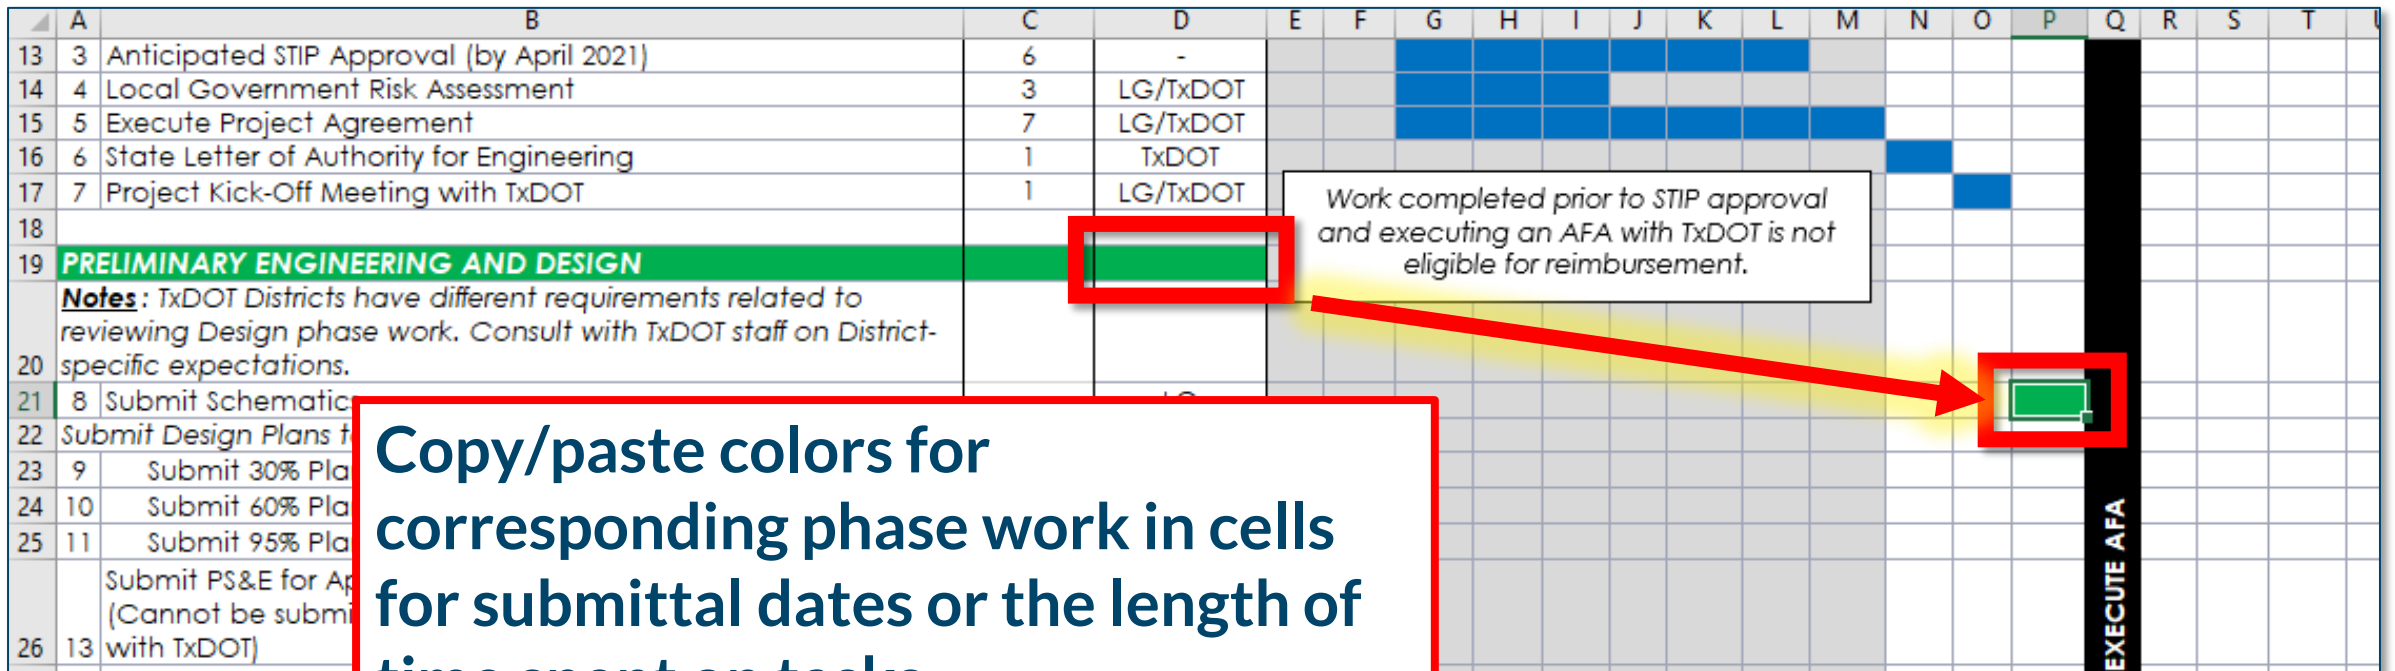 A B C D E F G H I J K L M N O P Q R S T
13 3 Anticipated STIP Approval (by April 2021) 6 -
14 4 Local Government Risk Assessment 3 LG/TxDOT
15 5 Execute Project Agreement 7 LG/TxDOT
16 6 State Letter of Authority for Engineering 1 TxDOT
17 7 Project Kick-Off Meeting with TxDOT 1 LG/TxDOT
Work completed prior to STIP approval
and executing an AFA with TxDOT is not
eligible for reimbursement.
18
19 PRELIMINARY ENGINEERING AND DESIGN
Notes: TxDOT Districts have different requirements related to
reviewing Design phase work. Consult with TxDOT staff on District-
20 specific expectations.
21 8 Submit Schematics
22 Submit Design Plans
23 9 Submit 30%
24 10 Submit 60%
25 11 Submit 95%
Submit PS&E for
(Cannot be
26 13 with TxDOT)
Copy/paste colors for
corresponding phase work in cells
for submittal dates or the length of
time spent on tasks
EXECUTE AFA